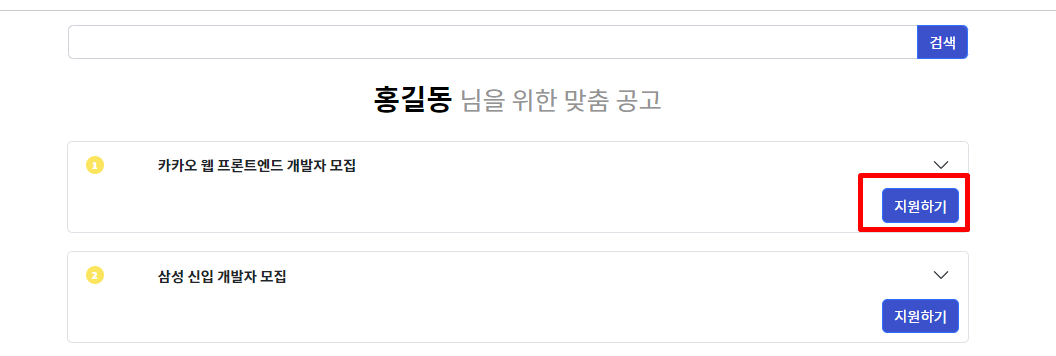 검색
홍길동 님을 위한 맞춤 공고
1 카카오 웹 프론트엔드 개발자 모집
지원하기
2 삼성 신입 개발자 모집
지원하기